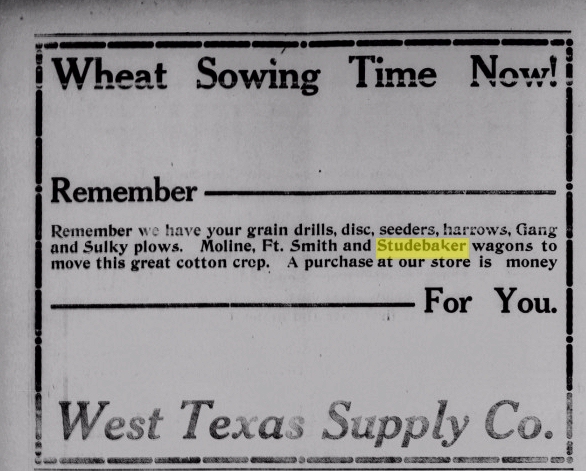 Wheat Sowing Time Now!
Remember
Remember we have your grain drills, disc, seeders, harrows, Gang
and Sulky plows. Moline, Ft. Smith and Studebaker wagons to
move this great cotton crop. A purchase at our store is money
For You.
West Texas Supply Co.